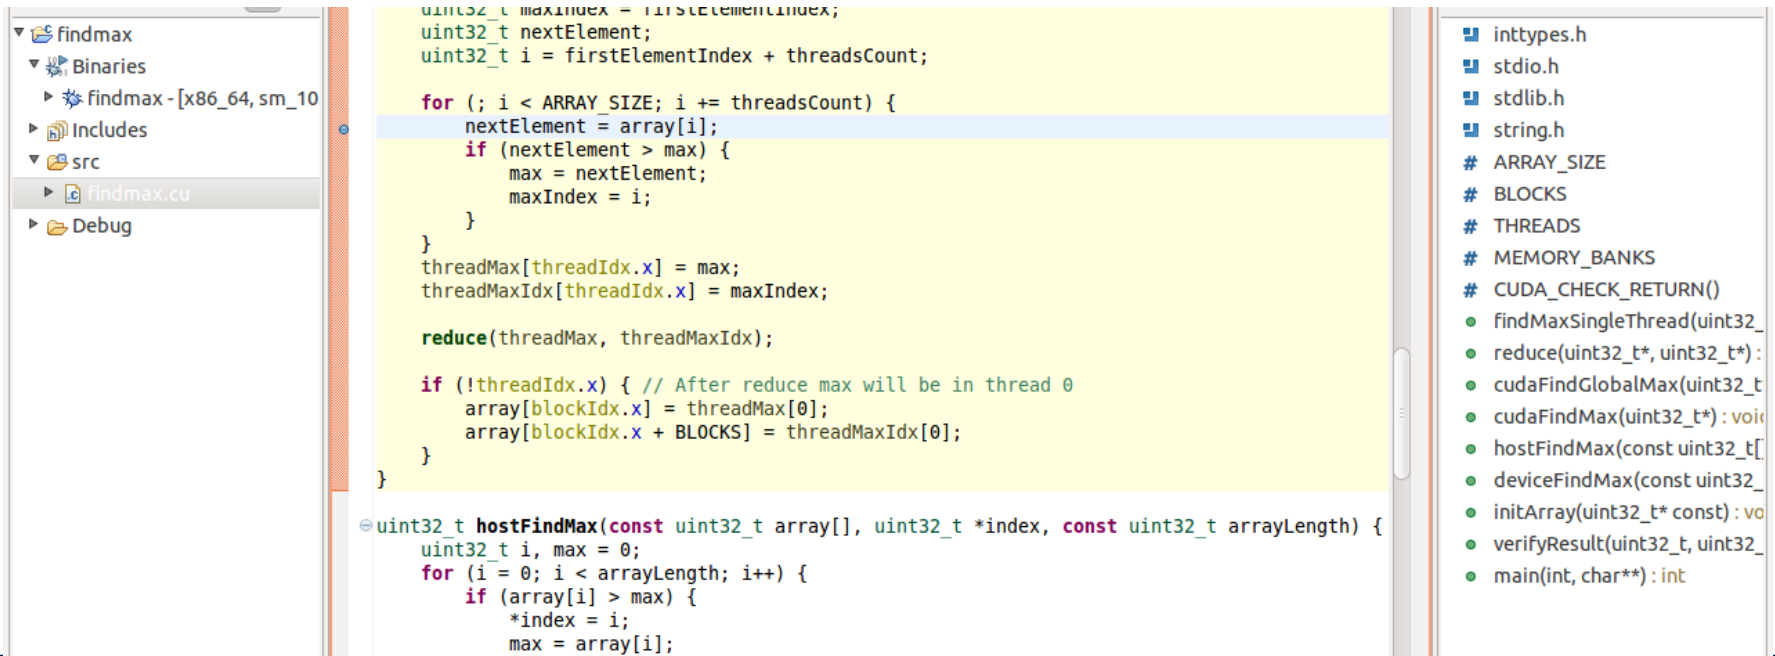 findmax
Binaries
findmax - [x86_64, sm_10
Includes
src
findmax.cu
Debug
uint32_t maxIndex = firstElementIndex;
uint32_t nextElement;
uint32_t i = firstElementIndex + threadsCount;
for (; i < ARRAY_SIZE; i += threadsCount) {
nextElement = array[i];
if (nextElement > max) {
max = nextElement;
maxIndex = i;
}
}
threadMax[threadIdx.x] = max;
threadMaxIdx[threadIdx.x] = maxIndex;
reduce(threadMax, threadMaxIdx);
if (!threadIdx.x) { // After reduce max will be in thread 0
array[blockIdx.x] = threadMax[0];
array[blockIdx.x + BLOCKS] = threadMaxIdx[0];
}
}
uint32_t hostFindMax(const uint32_t array[], uint32_t *index, const uint32_t arrayLength) {
uint32_t i, max = 0;
for (i = 0; i < arrayLength; i++) {
if (array[i] > max) {
*index = i;
max = array[i];
inttypes.h
stdio.h
stdlib.h
string.h
# ARRAY_SIZE
# BLOCKS
# THREADS
# MEMORY_BANKS
# CUDA_CHECK_RETURN()
findMaxSingleThread(uint32_
reduce(uint32_t*, uint32_t*) :
cudaFindGlobalMax(uint32_t
cudaFindMax(uint32_t*) : voic
hostFindMax(const uint32_t[]
deviceFindMax(const uint32_
initArray(uint32_t* const) : vo
verifyResult(uint32_t, uint32_
main(int, char**) : int